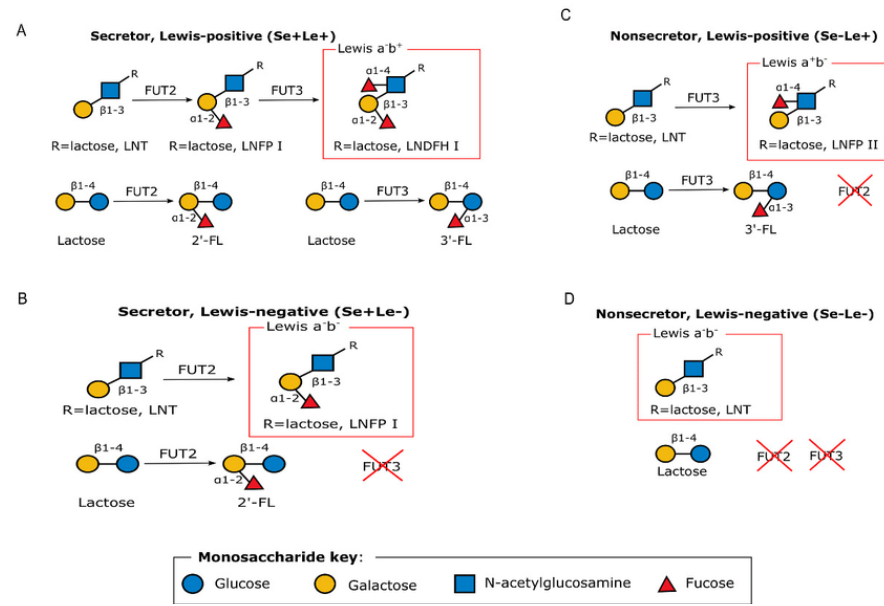 A
Secretor, Lewis-positive (Se+Le+)
Lewis a⁻b⁺
R
FUT2
β1-3
R=lactose, LNT
R
FUT3
β1-3
α1-2
R=lactose, LNFP I
α1-4
R
β1-3
α1-2
R=lactose, LNDFH I
β1-4
FUT2
β1-4
α1-2
Lactose
2'-FL
β1-4
FUT3
β1-4
α1-3
Lactose
3'-FL
B
Secretor, Lewis-negative (Se+Le-)
Lewis a⁻b⁻
R
FUT2
β1-3
R=lactose, LNT
R
β1-3
α1-2
R=lactose, LNFP I
β1-4
FUT2
β1-4
α1-2
FUT3
Lactose
2'-FL
C
Nonsecretor, Lewis-positive (Se-Le+)
Lewis a⁺b⁻
R
FUT3
β1-3
R=lactose, LNT
α1-4
R
β1-3
R=lactose, LNFP II
β1-4
FUT3
β1-4
α1-3
FUT2
Lactose
3'-FL
D
Nonsecretor, Lewis-negative (Se-Le-)
Lewis a⁻b⁻
R
β1-3
R=lactose, LNT
β1-4
Lactose
FUT2
FUT3
Monosaccharide key:
Glucose
Galactose
N-acetylglucosamine
Fucose